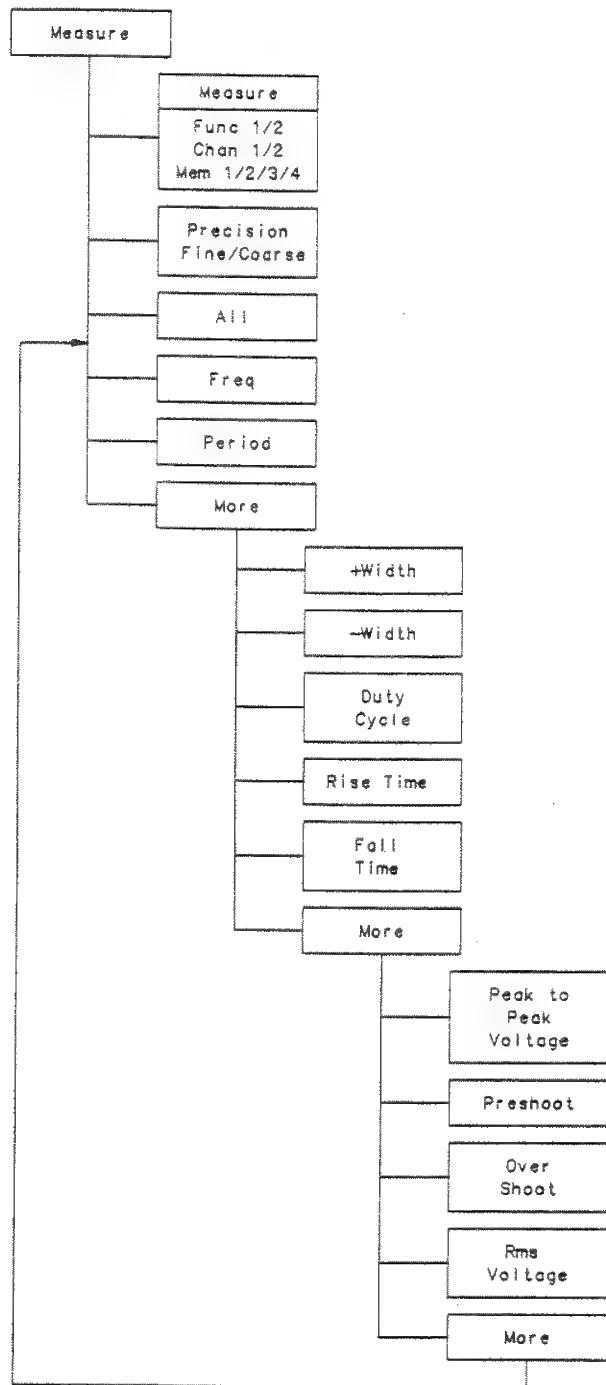 Measure
Measure
Func 1/2
Chan 1/2
Mem 1/2/3/4
Precision
Fine/Coarse
All
Freq
Period
More
+Width
-Width
Duty
Cycle
Rise Time
Fall
Time
More
Peak to
Peak
Voltage
Preshoot
Over
Shoot
Rms
Voltage
More